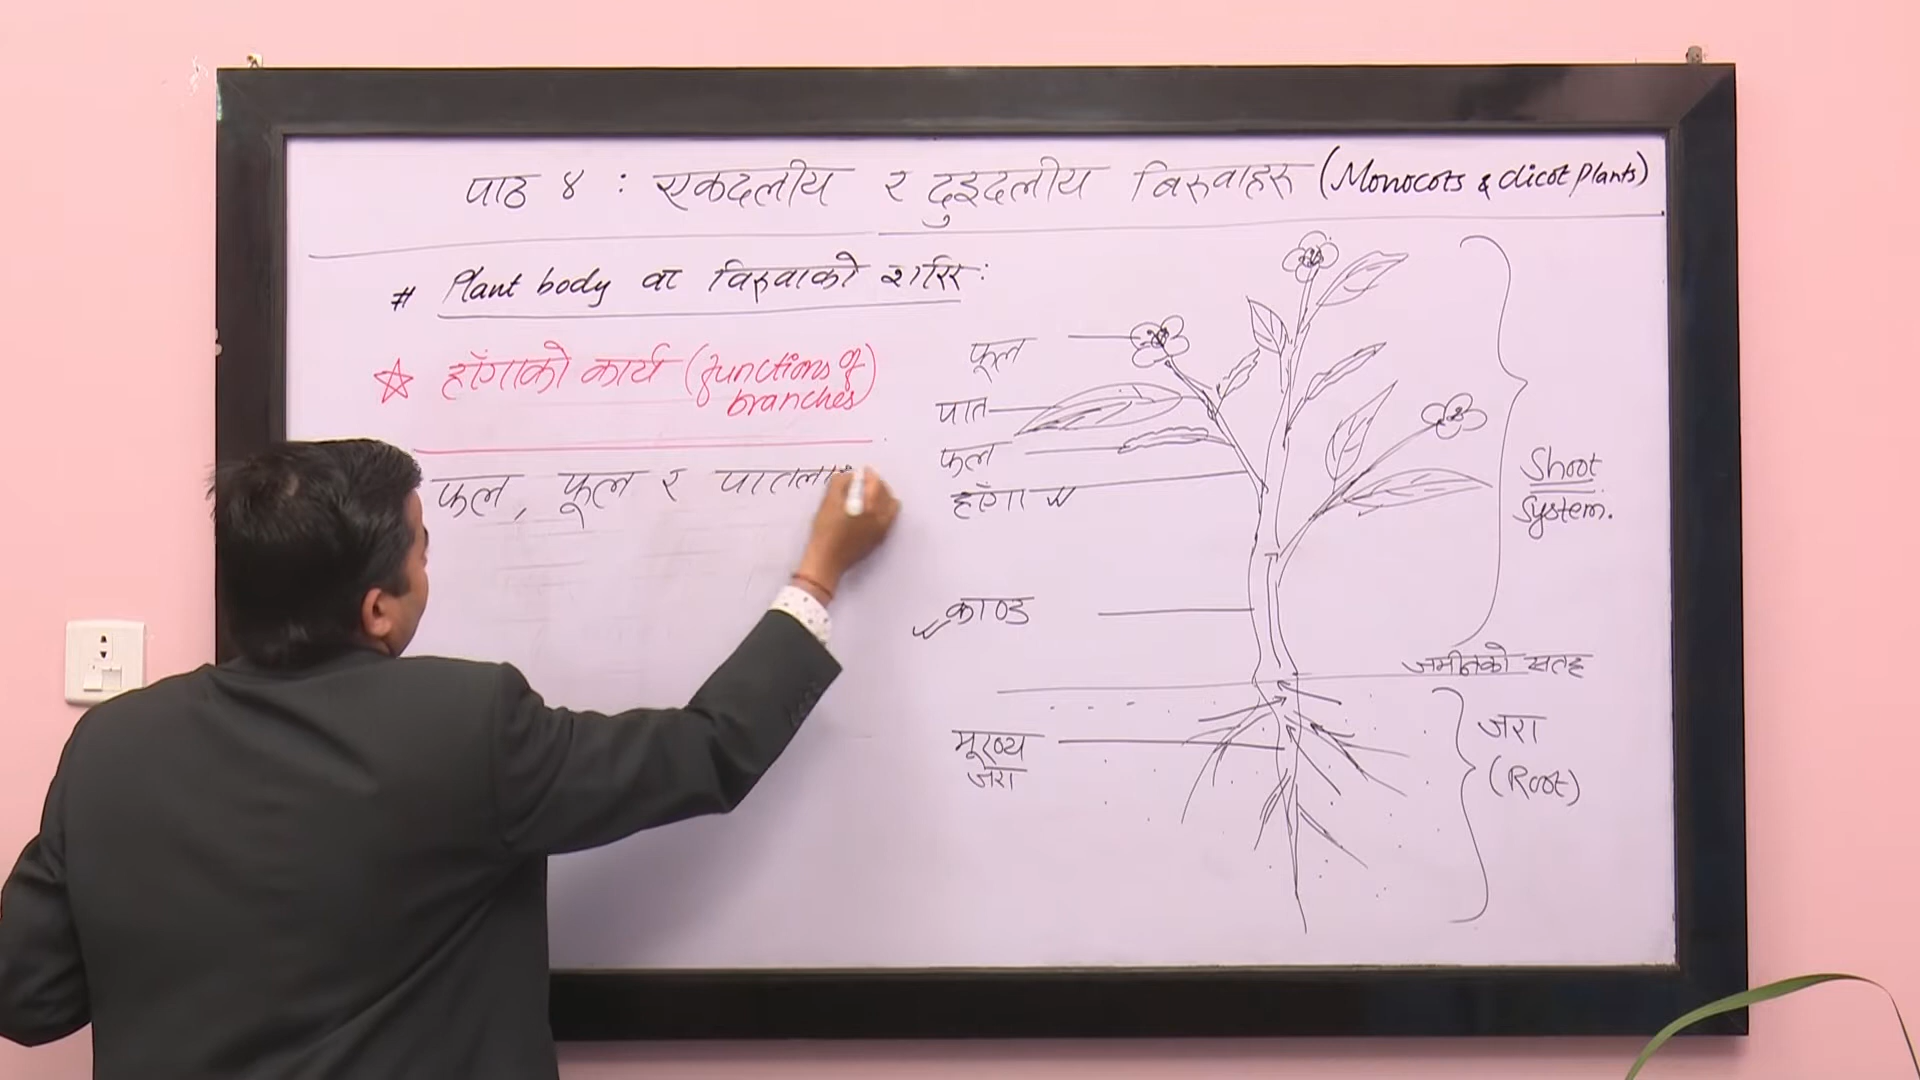 पाठ ४ : एकदलीय र दुइदलीय बिरुवाहरू (Monocots & dicot plants)
# Plant body वा विरुवाको शरिर :
हाँगाको कार्य (functions of
branches)
फल, फूल र पातला
फूल
पात
फल
हाँगा
काण्ड
मूख्य
जरा
Shoot
System.
जमीनको सतह
जरा
(Root)